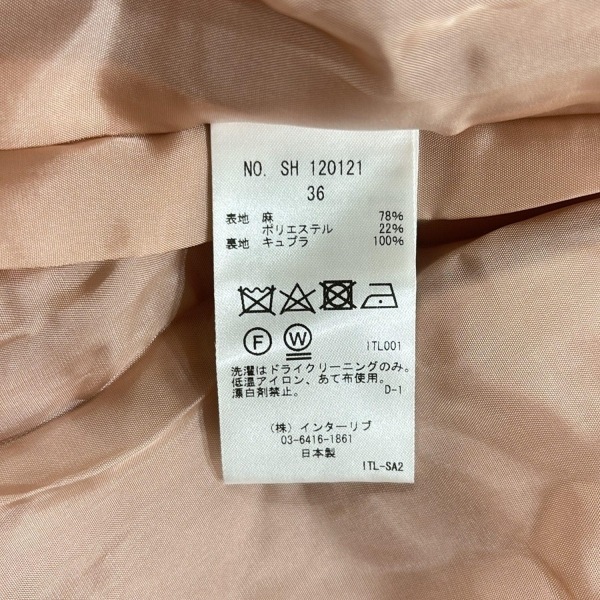 NO. SH 120121
36
表地 麻 78%
ポリエステル 22%
裏地 キュプラ 100%
F W ITL001
洗濯はドライクリーニングのみ。
低温アイロン、あて布使用。
漂白剤禁止。 D-1
(株)インターリブ
03-6416-1861
日本製
ITL-SA2